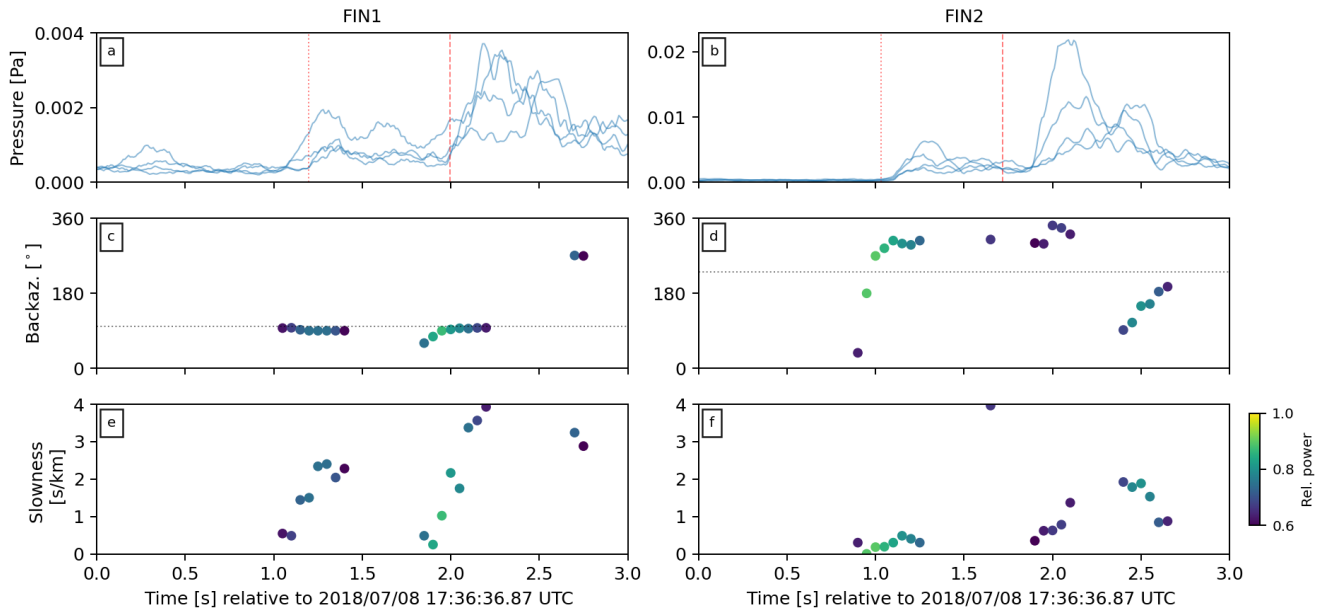 FIN1
FIN2
a
b
Pressure [Pa]
0.004
0.002
0.000
0.02
0.01
0.00
c
d
Backaz. [°]
360
180
0
e
f
Slowness
[s/km]
4
3
2
1
0
4
3
2
1
0
1.0
0.8
0.6
Rel. power
0.0 0.5 1.0 1.5 2.0 2.5 3.0
0.0 0.5 1.0 1.5 2.0 2.5 3.0
Time [s] relative to 2018/07/08 17:36:36.87 UTC
Time [s] relative to 2018/07/08 17:36:36.87 UTC